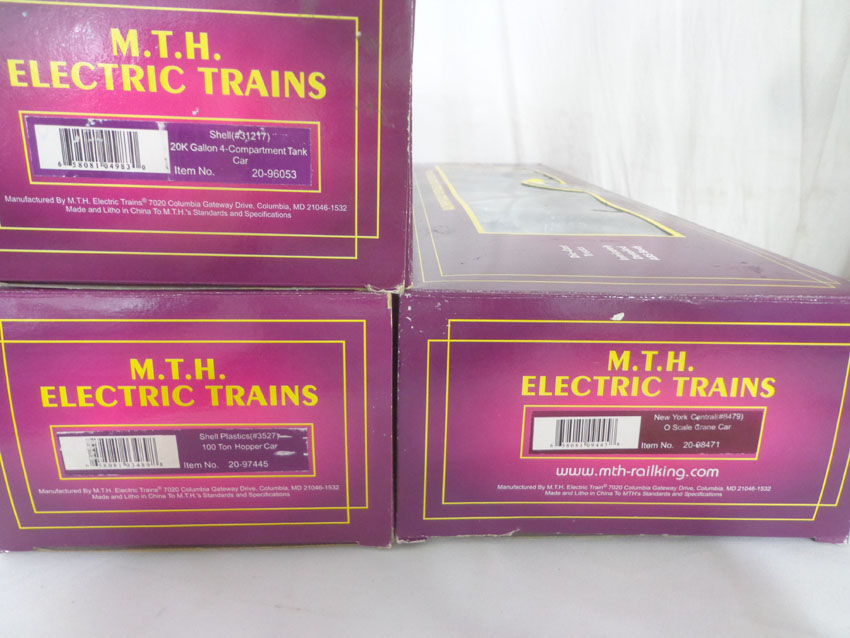 M.T.H.
ELECTRIC TRAINS
Shell(#31217)
20K Gallon 4-Compartment Tank
Car
Item No. 20-96053
6 58081 04983 6
Manufactured By M.T.H. Electric Trains® 7020 Columbia Gateway Drive, Columbia, MD 21046-1532
Made and Litho in China To M.T.H.'s Standards and Specifications
M.T.H.
ELECTRIC TRAINS
Shell Plastics(#3527)
100 Ton Hopper Car
Item No. 20-97445
Manufactured By M.T.H. Electric Trains® 7020 Columbia Gateway Drive, Columbia, MD 21046-1532
Made and Litho in China To M.T.H.'s Standards and Specifications
M.T.H.
ELECTRIC TRAINS
New York Central(#8479)
O Scale Crane Car
Item No. 20-98471
www.mth-railking.com
Manufactured By M.T.H. Electric Train® 7020 Columbia Gateway Drive, Columbia, MD 21046-1532
Made and Litho in China to MTH's Standards and Specifications